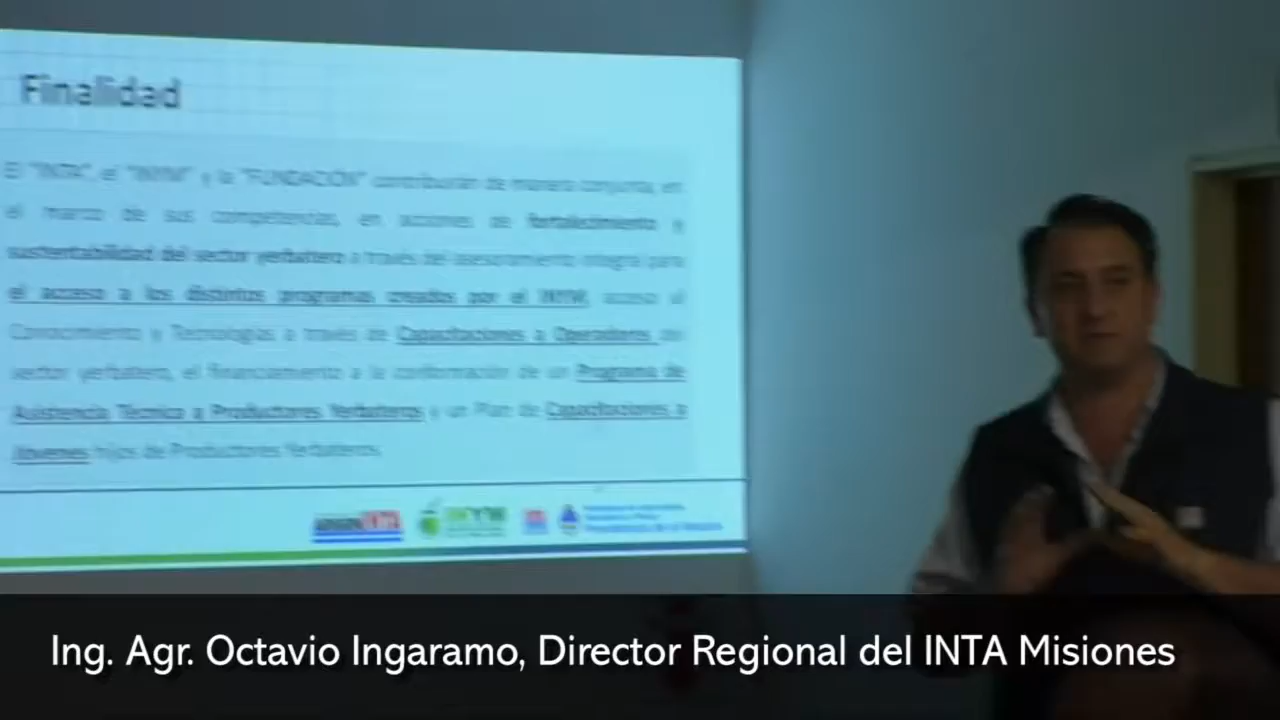 Finalidad
El "INTA", el "INYM" y la "FUNDACION" contribuirán de manera conjunta, en
el marco de sus competencias, en acciones de fortalecimiento y
sustentabilidad del sector yerbatero a través del asesoramiento integral para
el acceso a los distintos programas creados por el INYM, acceso al
Conocimiento y Tecnologías a través de Capacitaciones a Operadores del
sector yerbatero, el financiamiento a la conformación de un Programa de
Asistencia Técnica a Productores Yerbateros y un Plan de Capacitaciones a
Jóvenes hijos de Productores Yerbateros.
INYM
Ing. Agr. Octavio Ingaramo, Director Regional del INTA Misiones